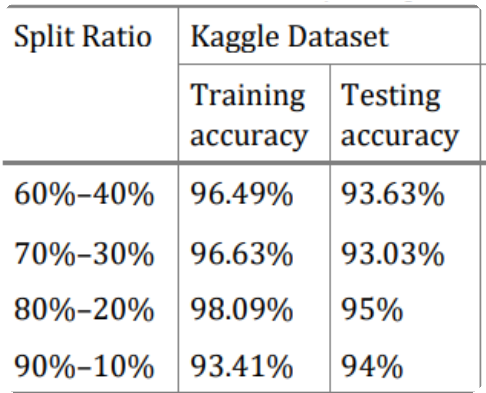 Split Ratio Kaggle Dataset
Training Testing
accuracy accuracy
60%–40% 96.49% 93.63%
70%–30% 96.63% 93.03%
80%–20% 98.09% 95%
90%–10% 93.41% 94%